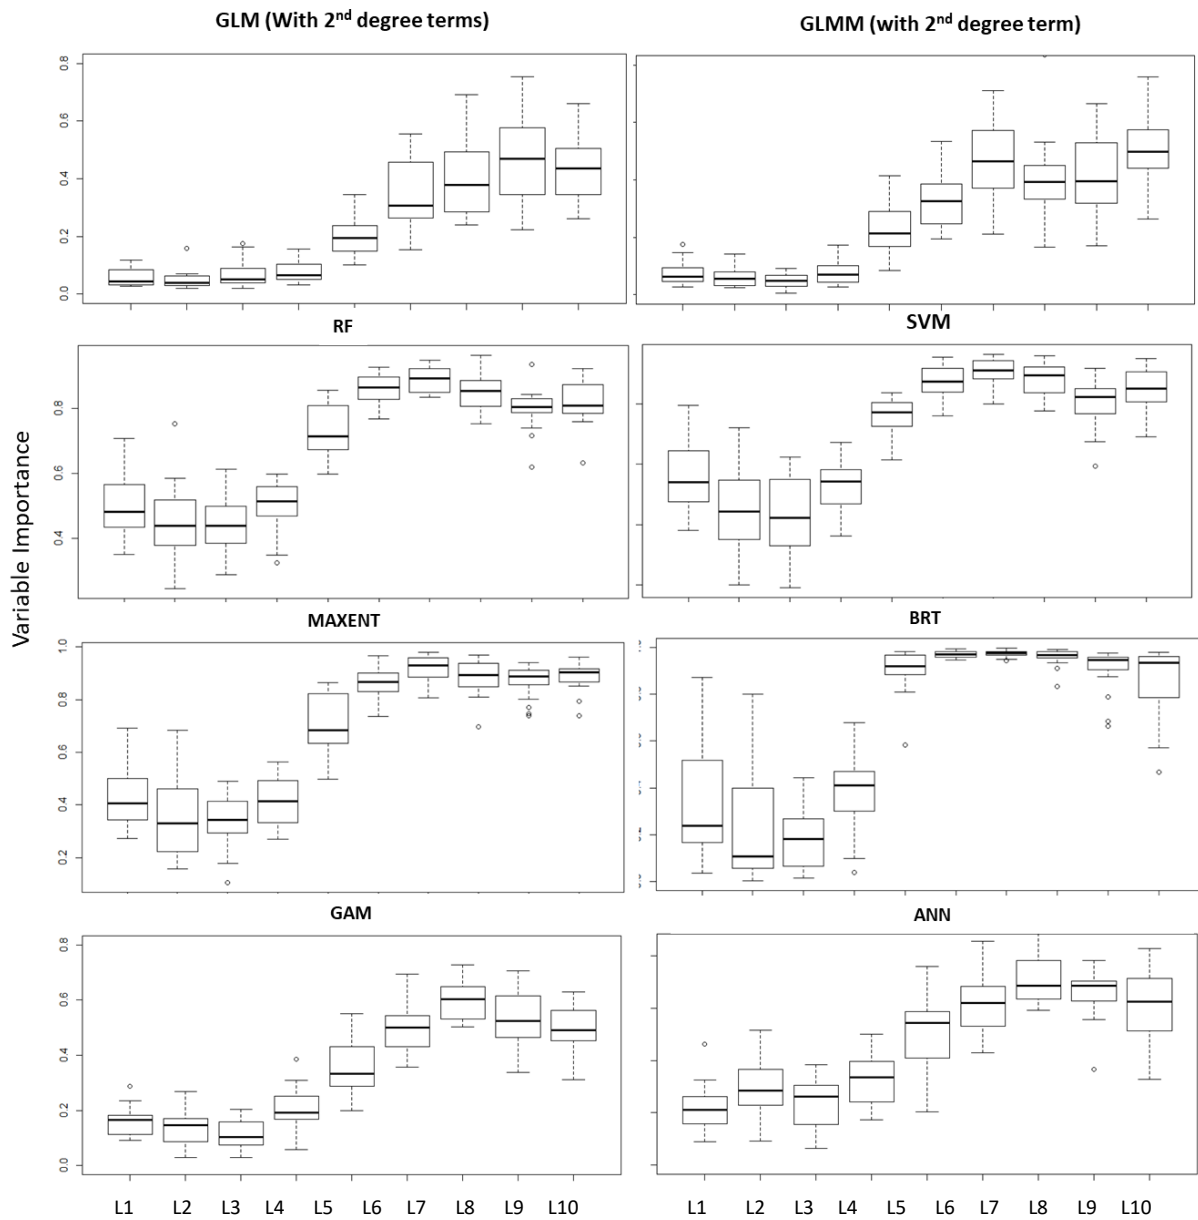 GLM (With 2nd degree terms)
GLMM (with 2nd degree term)
0.8
0.6
0.4
0.2
0.0
RF
SVM
0.8
0.6
0.4
Variable Importance
MAXENT
BRT
1.0
0.8
0.6
0.4
0.2
GAM
ANN
0.8
0.6
0.4
0.2
0.0
L1 L2 L3 L4 L5 L6 L7 L8 L9 L10
L1 L2 L3 L4 L5 L6 L7 L8 L9 L10